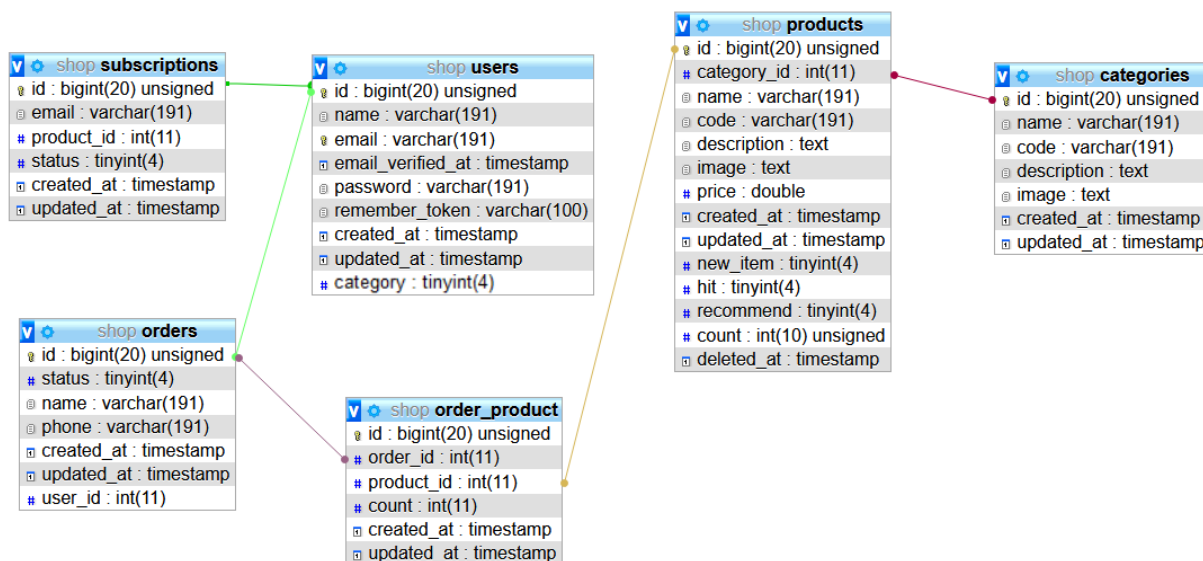 shop subscriptions
id : bigint(20) unsigned
email : varchar(191)
product_id : int(11)
status : tinyint(4)
created_at : timestamp
updated_at : timestamp
shop users
id : bigint(20) unsigned
name : varchar(191)
email : varchar(191)
email_verified_at : timestamp
password : varchar(191)
remember_token : varchar(100)
created_at : timestamp
updated_at : timestamp
category : tinyint(4)
shop products
id : bigint(20) unsigned
category_id : int(11)
name : varchar(191)
code : varchar(191)
description : text
image : text
price : double
created_at : timestamp
updated_at : timestamp
new_item : tinyint(4)
hit : tinyint(4)
recommend : tinyint(4)
count : int(10) unsigned
deleted_at : timestamp
shop categories
id : bigint(20) unsigned
name : varchar(191)
code : varchar(191)
description : text
image : text
created_at : timestamp
updated_at : timestamp
shop orders
id : bigint(20) unsigned
status : tinyint(4)
name : varchar(191)
phone : varchar(191)
created_at : timestamp
updated_at : timestamp
user_id : int(11)
shop order_product
id : bigint(20) unsigned
order_id : int(11)
product_id : int(11)
count : int(11)
created_at : timestamp
updated_at : timestamp